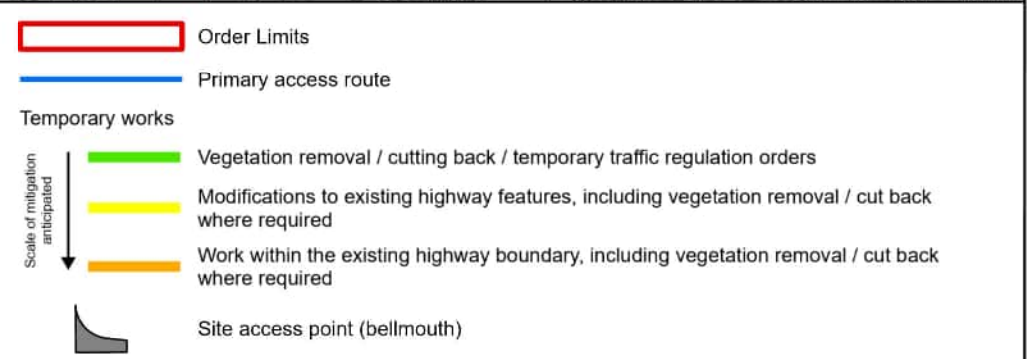 Order Limits
Primary access route
Temporary works
Scale of mitigation
anticipated
Vegetation removal / cutting back / temporary traffic regulation orders
Modifications to existing highway features, including vegetation removal / cut back
where required
Work within the existing highway boundary, including vegetation removal / cut back
where required
Site access point (bellmouth)